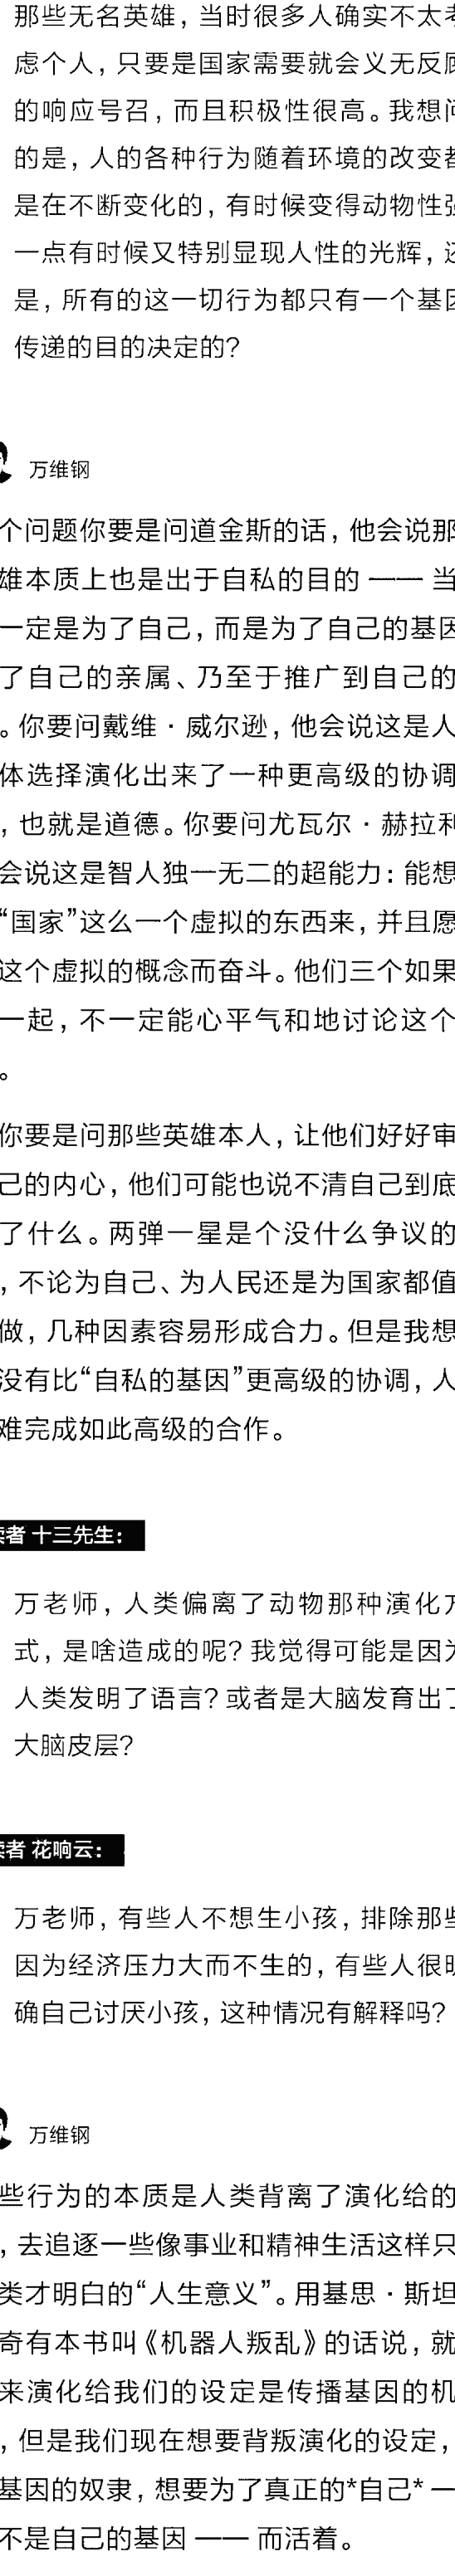 那些无名英雄，当时很多人确实不太考
虑个人，只要是国家需要就会义无反顾
的响应号召，而且积极性很高。我想问
的是，人的各种行为随着环境的改变都
是在不断变化的，有时候变得动物性强
一点有时候又特别显现人性的光辉，还
是，所有的这一切行为都只有一个基因
传递的目的决定的？
万维钢
个问题你要是问道金斯的话，他会说那
雄本质上也是出于自私的目的 —— 当
一定是为了自己，而是为了自己的基因
了自己的亲属、乃至于推广到自己的
。你要问戴维·威尔逊，他会说这是人
体选择演化出来了一种更高级的协调
，也就是道德。你要问尤瓦尔·赫拉利
会说这是智人独一无二的超能力：能想
“国家”这么一个虚拟的东西来，并且愿
这个虚拟的概念而奋斗。他们三个如果
一起，不一定能心平气和地讨论这个
。
你要是问那些英雄本人，让他们好好审
己的内心，他们可能也说不清自己到底
了什么。两弹一星是个没什么争议的
，不论为自己、为人民还是为国家都值
做，几种因素容易形成合力。但是我想
没有比“自私的基因”更高级的协调，人
难完成如此高级的合作。
读者 十三先生：
万老师，人类偏离了动物那种演化方
式，是啥造成的呢？我觉得可能是因为
人类发明了语言？或者是大脑发育出了
大脑皮层？
读者 花响云：
万老师，有些人不想生小孩，排除那些
因为经济压力大而不生的，有些人很明
确自己讨厌小孩，这种情况有解释吗？
万维钢
些行为的本质是人类背离了演化给的
，去追逐一些像事业和精神生活这样只
类才明白的“人生意义”。用基思·斯坦
奇有本书叫《机器人叛乱》的话说，就
来演化给我们的设定是传播基因的机
，但是我们现在想要背叛演化的设定，
基因的奴隶，想要为了真正的*自己* —
不是自己的基因 —— 而活着。